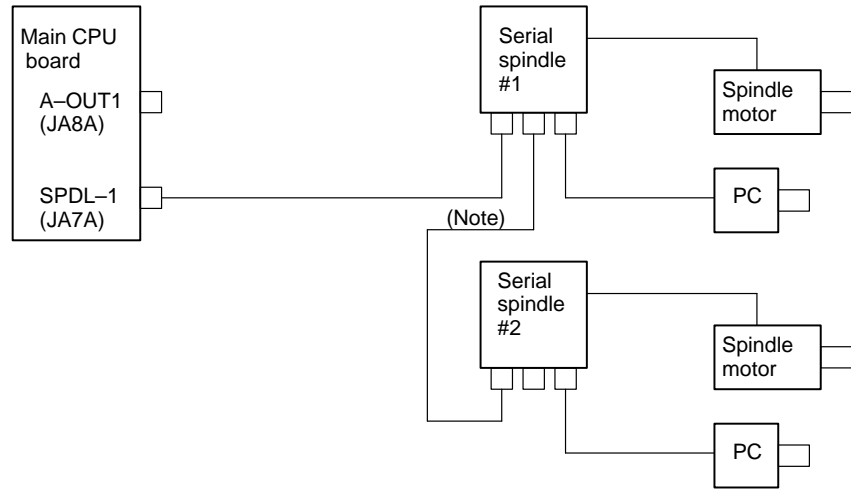 Main CPU
board
A–OUT1
(JA8A)
SPDL–1
(JA7A)
Serial
spindle
#1
Spindle
motor
PC
(Note)
Serial
spindle
#2
Spindle
motor
PC